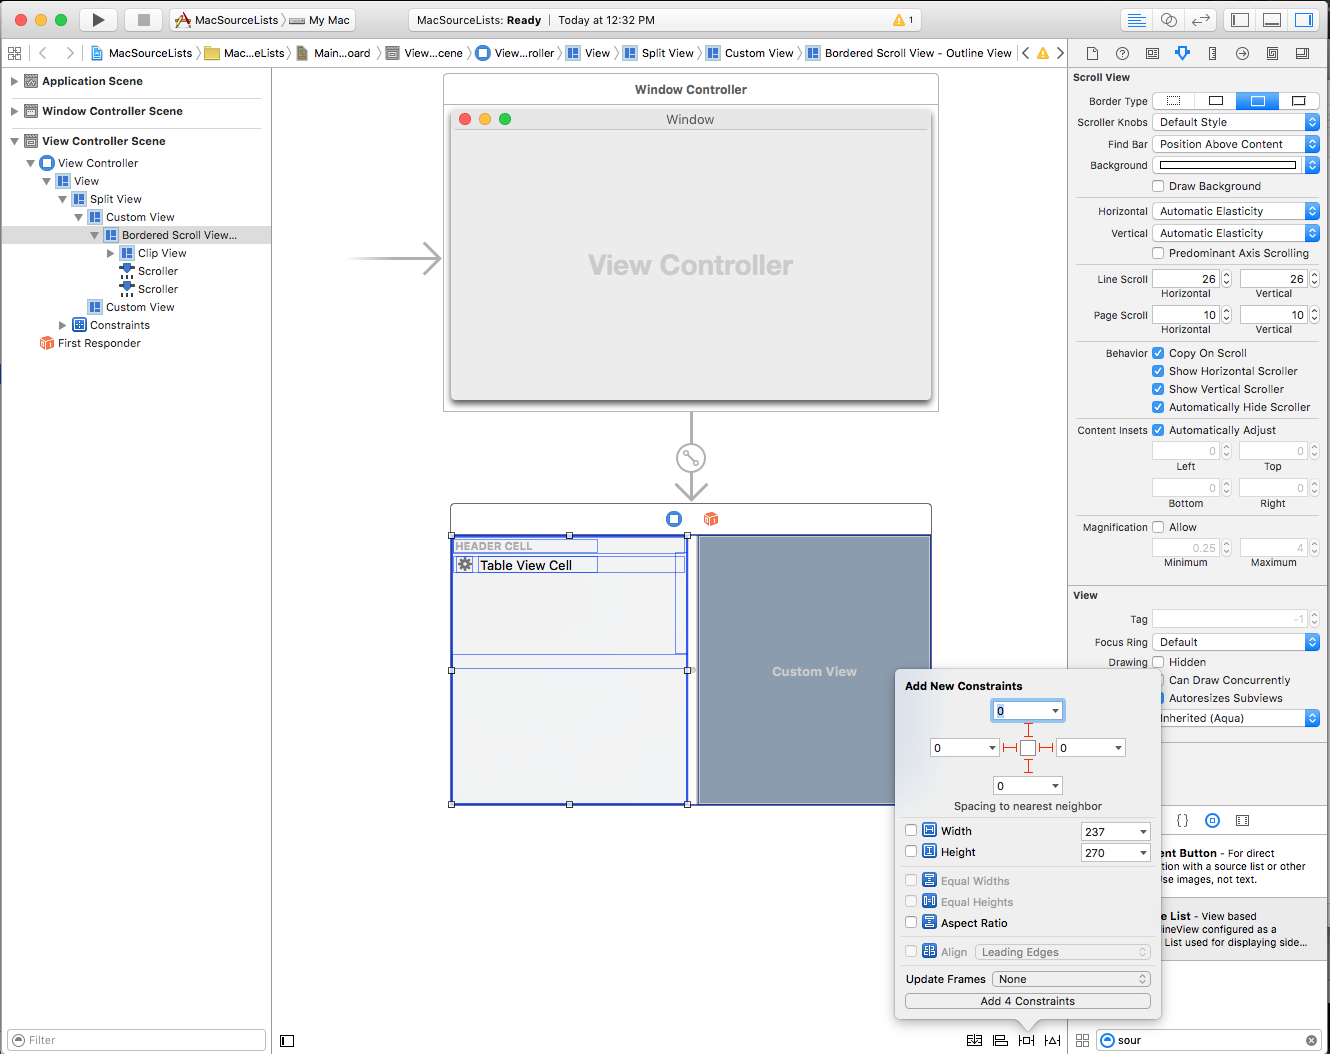 MacSourceLists My Mac
MacSourceLists: Ready | Today at 12:32 PM 1
MacSourceLists Mac...eLists Main...oard View...cene View...roller View Split View Custom View Bordered Scroll View - Outline View
Application Scene
Window Controller Scene
View Controller Scene
View Controller
View
Split View
Custom View
Bordered Scroll View...
Clip View
Scroller
Scroller
Custom View
Constraints
First Responder
Filter
Window Controller
Window
View Controller
HEADER CELL
Table View Cell
Custom View
Add New Constraints
0
0 0
0
Spacing to nearest neighbor
Width 237
Height 270
Equal Widths
Equal Heights
Aspect Ratio
Align Leading Edges
Update Frames None
Add 4 Constraints
Scroll View
Border Type
Scroller Knobs Default Style
Find Bar Position Above Content
Background
Draw Background
Horizontal Automatic Elasticity
Vertical Automatic Elasticity
Predominant Axis Scrolling
Line Scroll 26 26
Horizontal Vertical
Page Scroll 10 10
Horizontal Vertical
Behavior Copy On Scroll
Show Horizontal Scroller
Show Vertical Scroller
Automatically Hide Scroller
Content Insets Automatically Adjust
0 0
Left Top
0 0
Bottom Right
Magnification Allow
0.25 4
Minimum Maximum
View
Tag -1
Focus Ring Default
Drawing Hidden
Can Draw Concurrently
Autoresizes Subviews
Inherited (Aqua)
{}
ent Button - For direct
tion with a source list or other
Use images, not text.
e List - View based
lineView configured as a
List used for displaying side...
sour